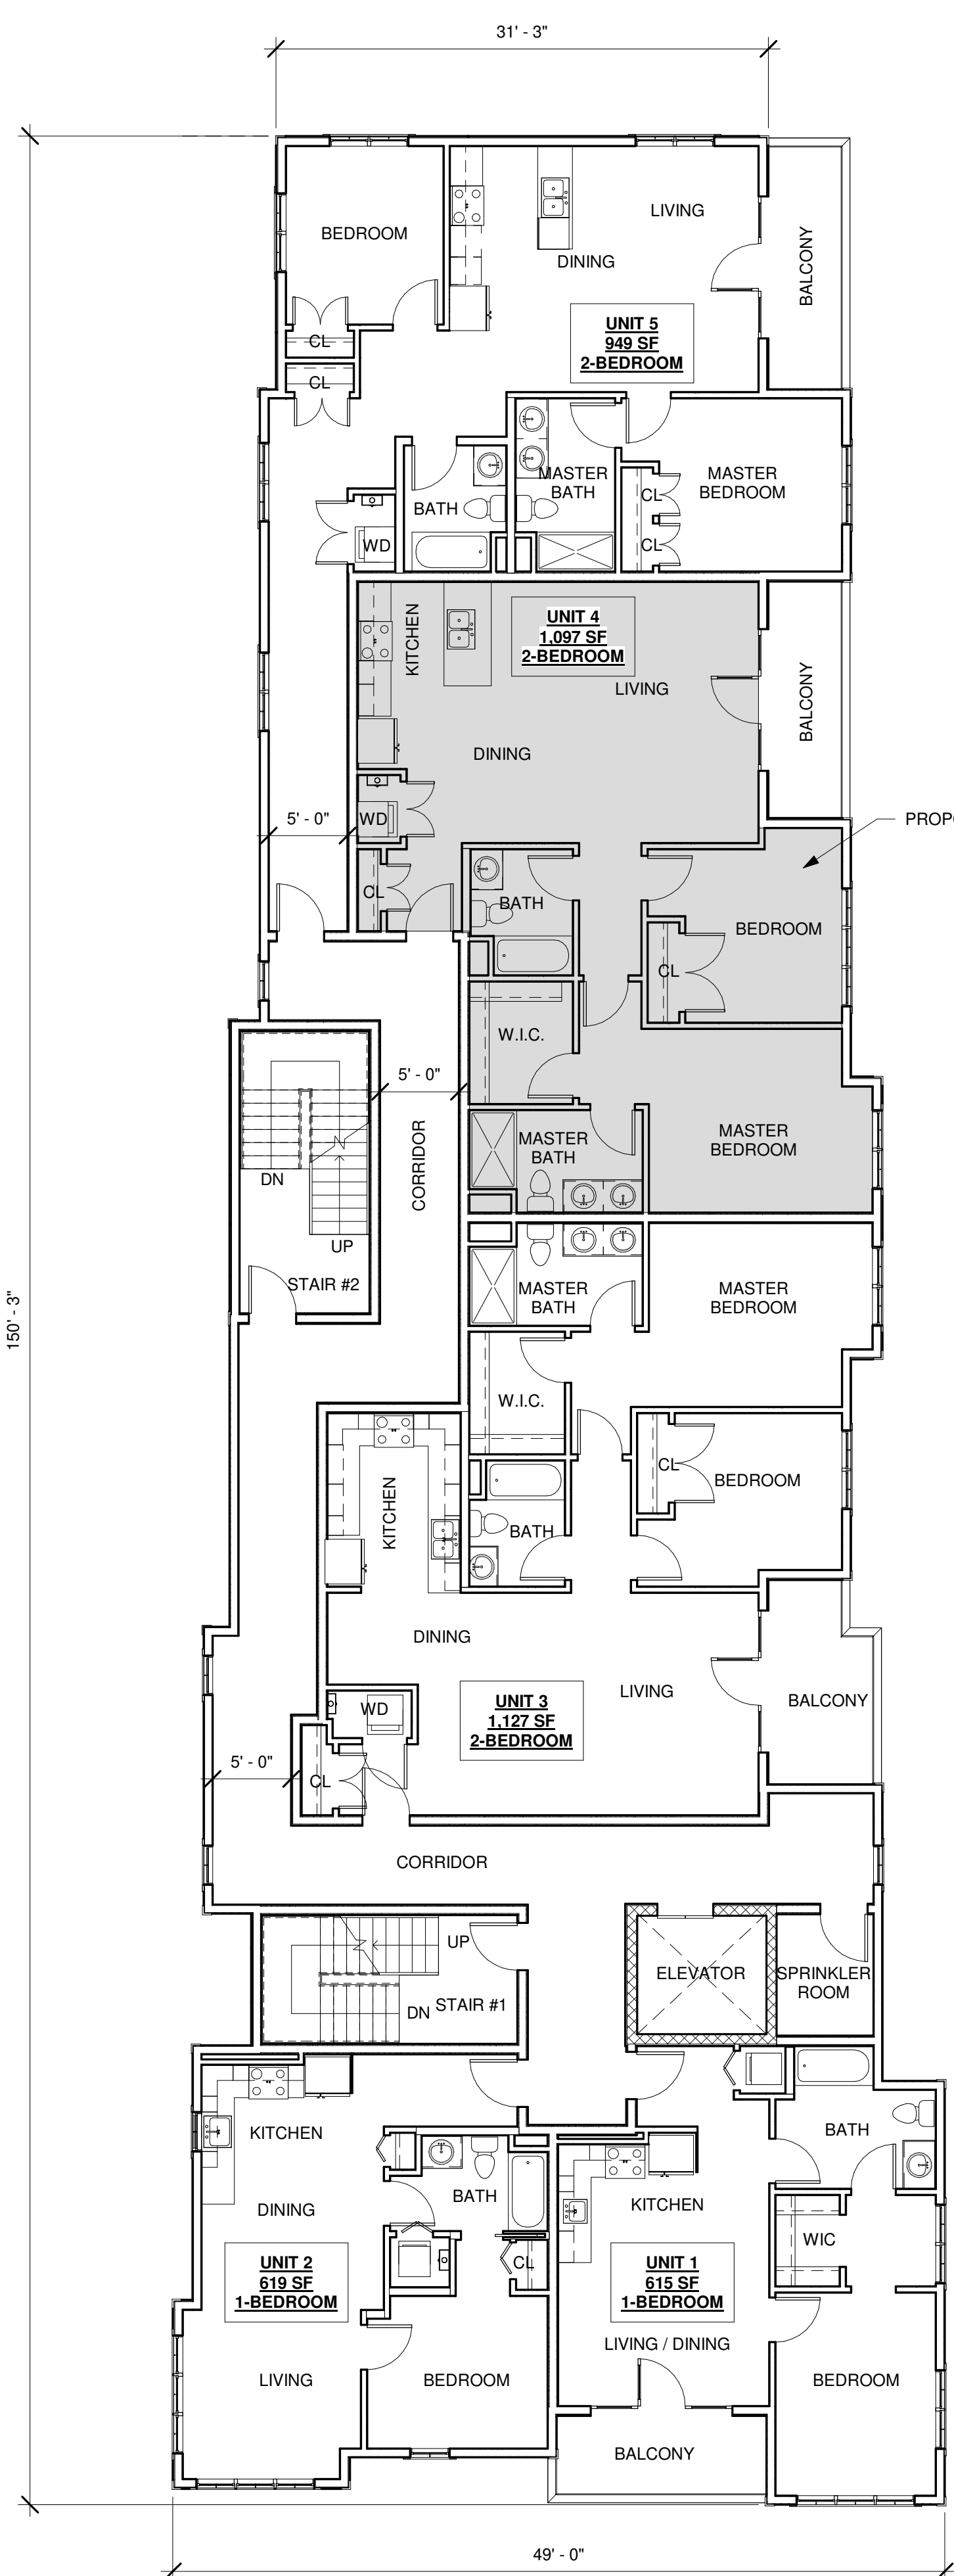 31' - 3"
BEDROOM
LIVING
DINING
BALCONY
UNIT 5
949 SF
2-BEDROOM
CL
CL
MASTER
BATH
MASTER
BEDROOM
CL
BATH
WD
CL
KITCHEN
UNIT 4
1,097 SF
2-BEDROOM
LIVING
BALCONY
DINING
5' - 0"
WD
CL
BATH
BEDROOM
CL
W.I.C.
5' - 0"
CORRIDOR
MASTER
BATH
MASTER
BEDROOM
DN
UP
STAIR #2
150' - 3"
MASTER
BATH
MASTER
BEDROOM
W.I.C.
KITCHEN
CL
BEDROOM
BATH
DINING
LIVING
BALCONY
UNIT 3
1,127 SF
2-BEDROOM
WD
5' - 0"
CL
CORRIDOR
UP
DN
STAIR #1
ELEVATOR
SPRINKLER
ROOM
KITCHEN
BATH
DINING
BATH
KITCHEN
WIC
UNIT 2
619 SF
1-BEDROOM
CL
UNIT 1
615 SF
1-BEDROOM
LIVING / DINING
LIVING
BEDROOM
BEDROOM
BALCONY
49' - 0"